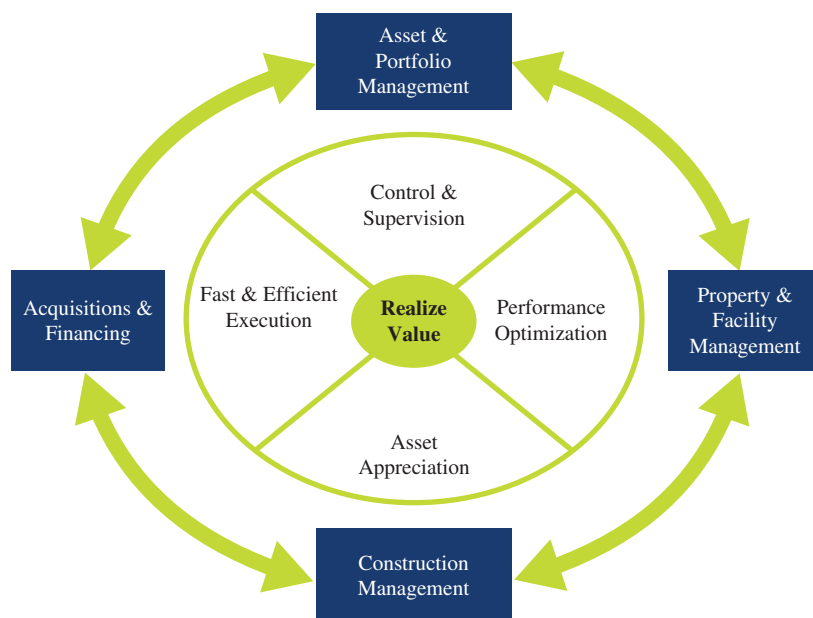 Asset &
Portfolio
Management
Control &
Supervision
Acquisitions &
Financing
Fast & Efficient
Execution
Realize
Value
Performance
Optimization
Property &
Facility
Management
Asset
Appreciation
Construction
Management